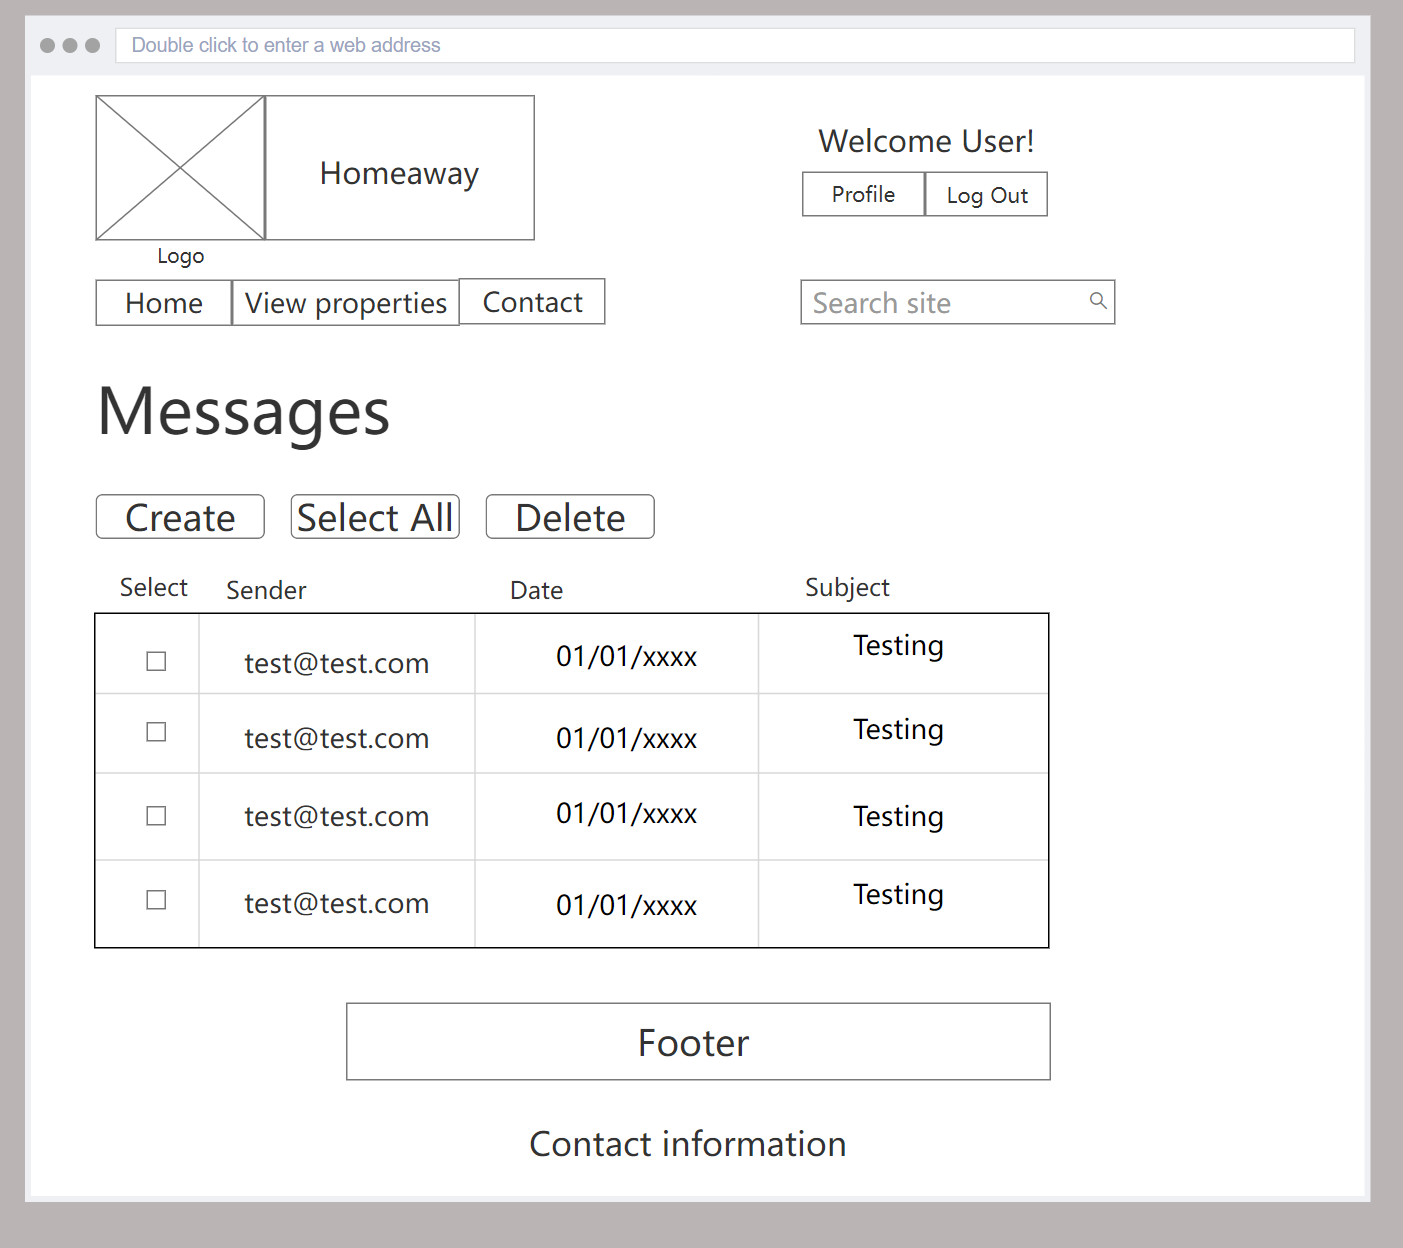 Double click to enter a web address
Homeaway
Welcome User!
Profile Log Out
Logo
Home View properties Contact
Search site
Messages
Create Select All Delete
Select Sender Date Subject
test@test.com 01/01/xxxx Testing
test@test.com 01/01/xxxx Testing
test@test.com 01/01/xxxx Testing
test@test.com 01/01/xxxx Testing
Footer
Contact information